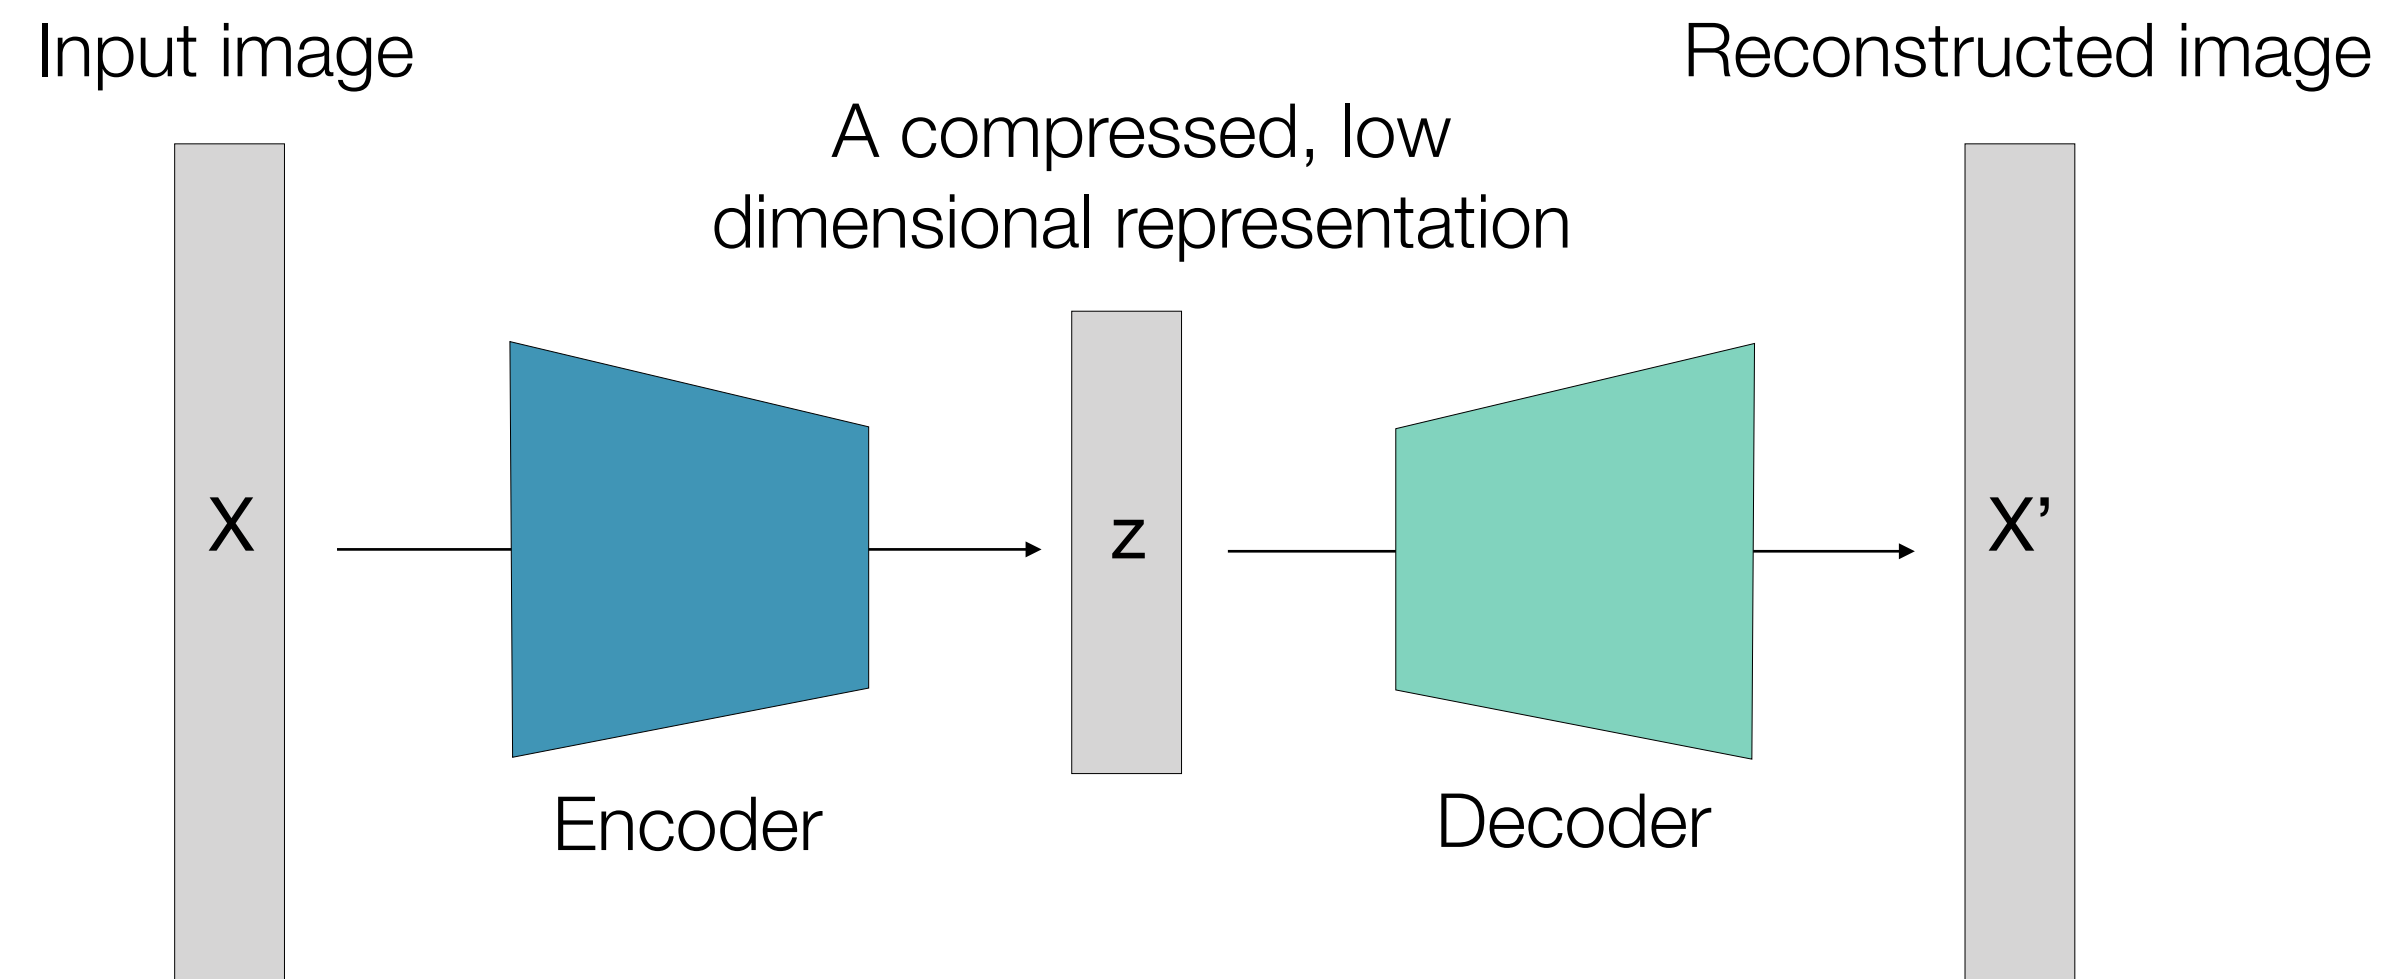 Input image
Reconstructed image
A compressed, low
dimensional representation
X
z
X’
Encoder
Decoder